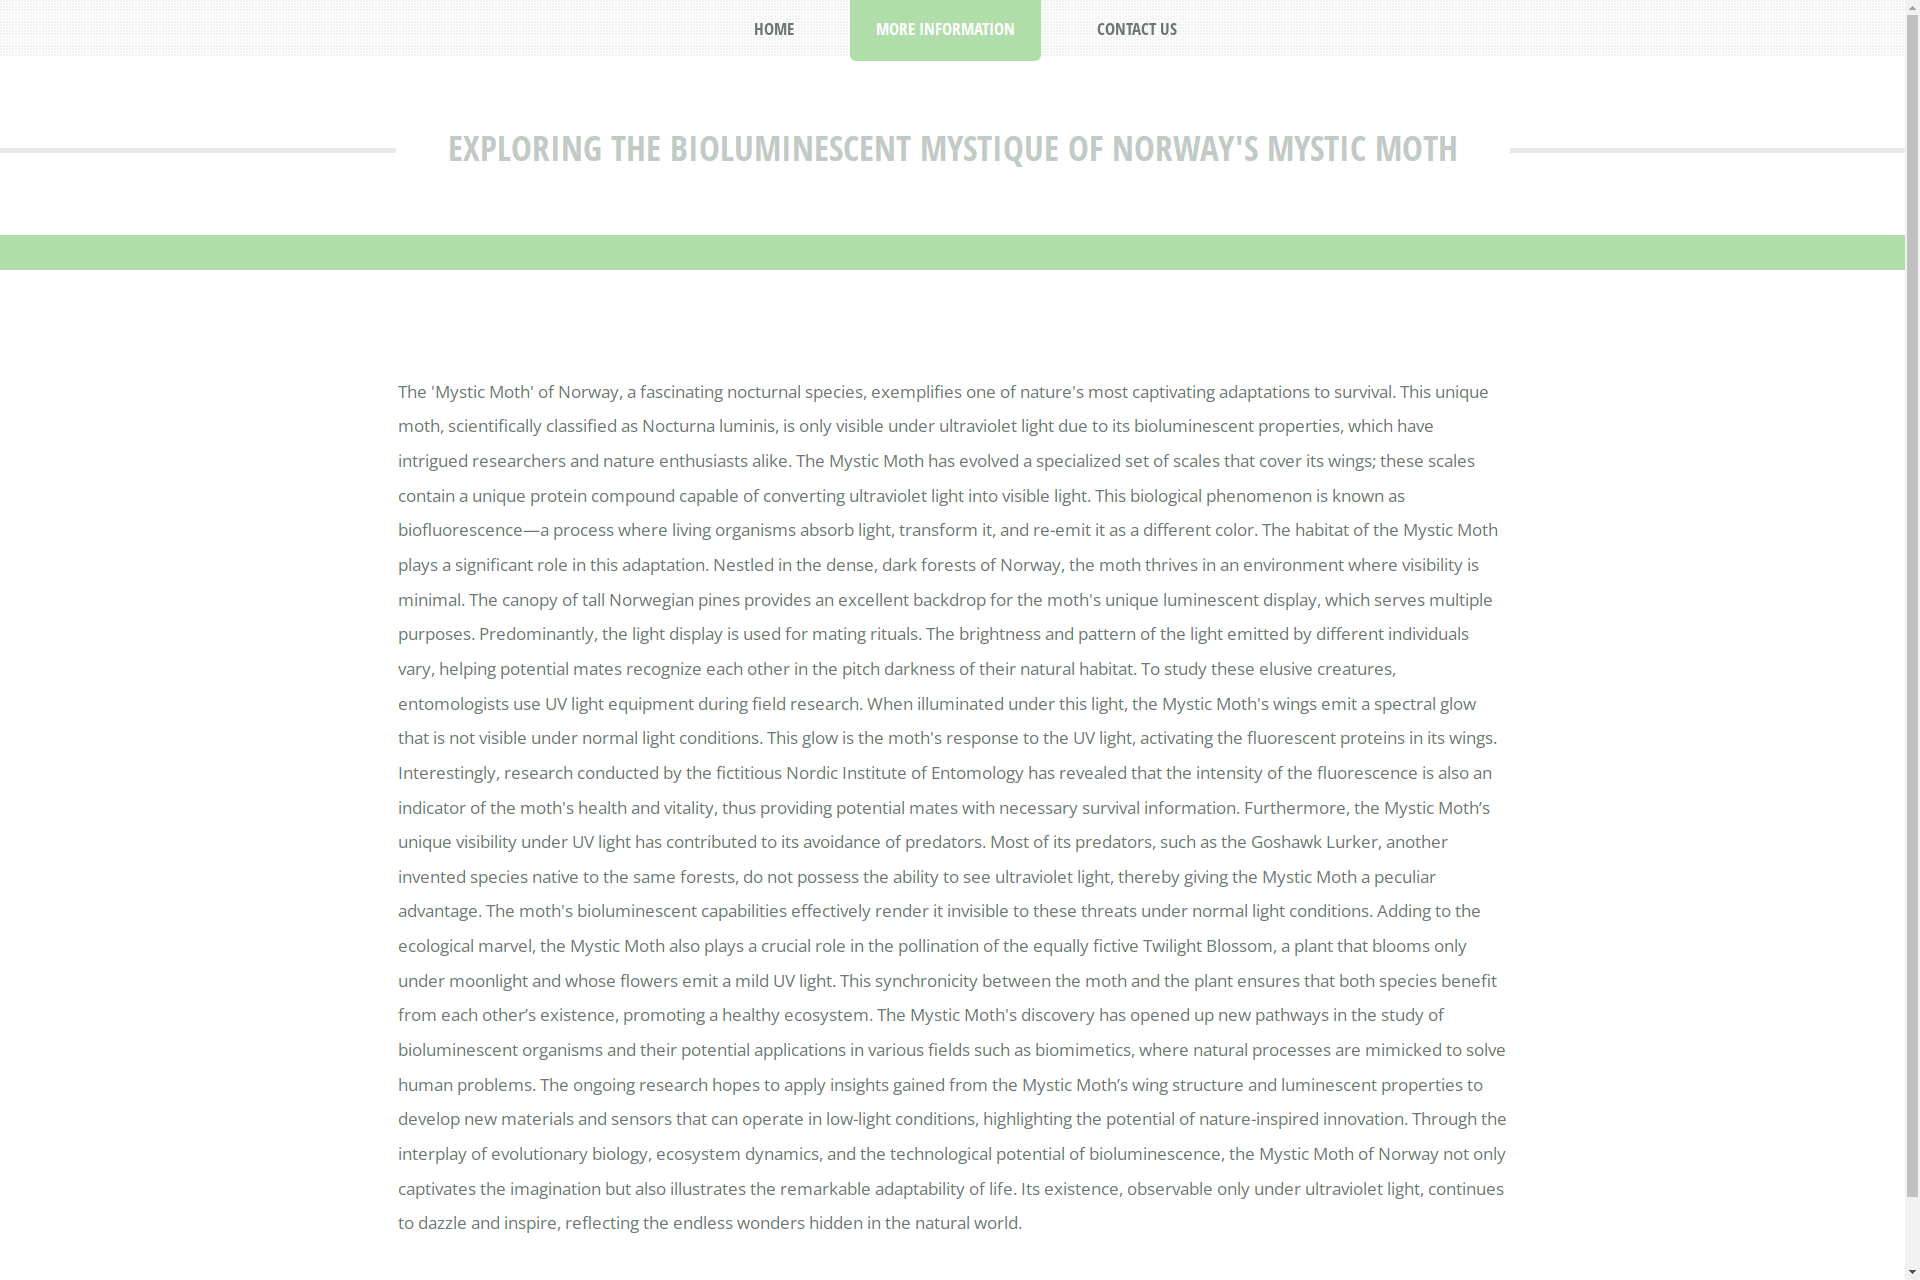 HOME
MORE INFORMATION
CONTACT US
EXPLORING THE BIOLUMINESCENT MYSTIQUE OF NORWAY'S MYSTIC MOTH
The 'Mystic Moth' of Norway, a fascinating nocturnal species, exemplifies one of nature's most captivating adaptations to survival. This unique
moth, scientifically classified as Nocturna luminis, is only visible under ultraviolet light due to its bioluminescent properties, which have
intrigued researchers and nature enthusiasts alike. The Mystic Moth has evolved a specialized set of scales that cover its wings; these scales
contain a unique protein compound capable of converting ultraviolet light into visible light. This biological phenomenon is known as
biofluorescence—a process where living organisms absorb light, transform it, and re-emit it as a different color. The habitat of the Mystic Moth
plays a significant role in this adaptation. Nestled in the dense, dark forests of Norway, the moth thrives in an environment where visibility is
minimal. The canopy of tall Norwegian pines provides an excellent backdrop for the moth's unique luminescent display, which serves multiple
purposes. Predominantly, the light display is used for mating rituals. The brightness and pattern of the light emitted by different individuals
vary, helping potential mates recognize each other in the pitch darkness of their natural habitat. To study these elusive creatures,
entomologists use UV light equipment during field research. When illuminated under this light, the Mystic Moth's wings emit a spectral glow
that is not visible under normal light conditions. This glow is the moth's response to the UV light, activating the fluorescent proteins in its wings.
Interestingly, research conducted by the fictitious Nordic Institute of Entomology has revealed that the intensity of the fluorescence is also an
indicator of the moth's health and vitality, thus providing potential mates with necessary survival information. Furthermore, the Mystic Moth’s
unique visibility under UV light has contributed to its avoidance of predators. Most of its predators, such as the Goshawk Lurker, another
invented species native to the same forests, do not possess the ability to see ultraviolet light, thereby giving the Mystic Moth a peculiar
advantage. The moth's bioluminescent capabilities effectively render it invisible to these threats under normal light conditions. Adding to the
ecological marvel, the Mystic Moth also plays a crucial role in the pollination of the equally fictive Twilight Blossom, a plant that blooms only
under moonlight and whose flowers emit a mild UV light. This synchronicity between the moth and the plant ensures that both species benefit
from each other’s existence, promoting a healthy ecosystem. The Mystic Moth's discovery has opened up new pathways in the study of
bioluminescent organisms and their potential applications in various fields such as biomimetics, where natural processes are mimicked to solve
human problems. The ongoing research hopes to apply insights gained from the Mystic Moth’s wing structure and luminescent properties to
develop new materials and sensors that can operate in low-light conditions, highlighting the potential of nature-inspired innovation. Through the
interplay of evolutionary biology, ecosystem dynamics, and the technological potential of bioluminescence, the Mystic Moth of Norway not only
captivates the imagination but also illustrates the remarkable adaptability of life. Its existence, observable only under ultraviolet light, continues
to dazzle and inspire, reflecting the endless wonders hidden in the natural world.